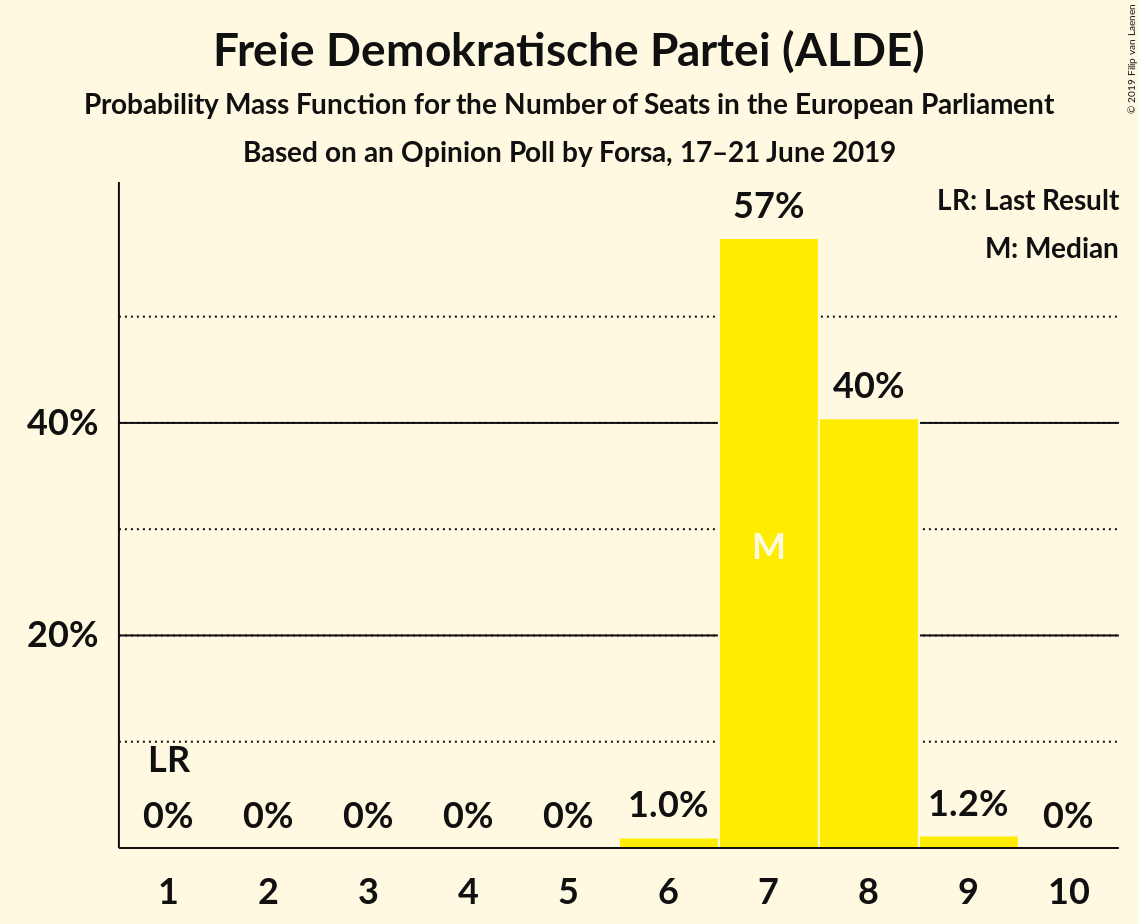 Freie Demokratische Partei (ALDE)
Probability Mass Function for the Number of Seats in the European Parliament
Based on an Opinion Poll by Forsa, 17–21 June 2019
© 2019 Filip van Laenen
LR: Last Result
M: Median
57%
40%
40%
M
20%
LR
0%
0%
0%
0%
0%
1.0%
1.2%
0%
1 2 3 4 5 6 7 8 9 10